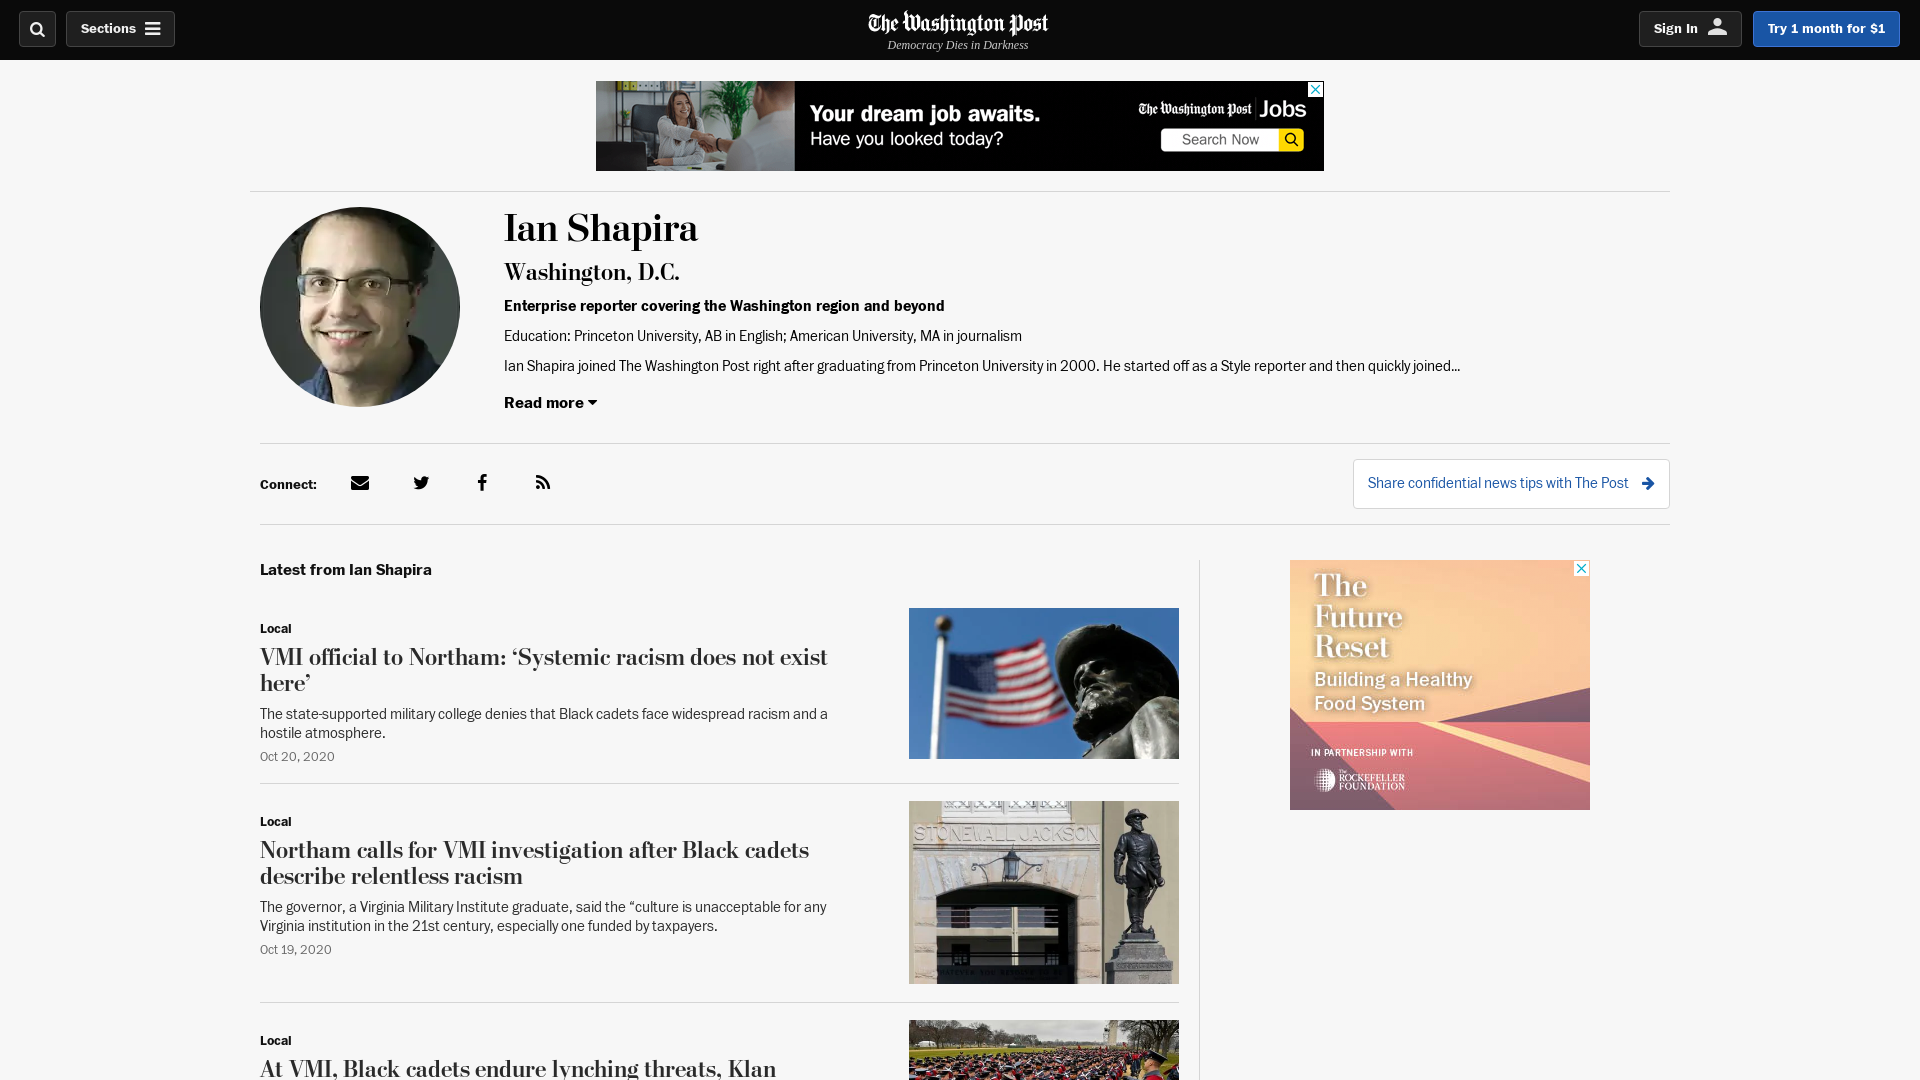 Sections
The Washington Post
Democracy Dies in Darkness
Sign In
Try 1 month for $1
Your dream job awaits.
Have you looked today?
The Washington Post Jobs
Search Now
Ian Shapira
Washington, D.C.
Enterprise reporter covering the Washington region and beyond
Education: Princeton University, AB in English; American University, MA in journalism
Ian Shapira joined The Washington Post right after graduating from Princeton University in 2000. He started off as a Style reporter and then quickly joined...
Read more
Connect:
Share confidential news tips with The Post
Latest from Ian Shapira
Local
VMI official to Northam: ‘Systemic racism does not exist
here’
The state-supported military college denies that Black cadets face widespread racism and a
hostile atmosphere.
Oct 20, 2020
Local
Northam calls for VMI investigation after Black cadets
describe relentless racism
The governor, a Virginia Military Institute graduate, said the “culture is unacceptable for any
Virginia institution in the 21st century, especially one funded by taxpayers.
Oct 19, 2020
STONEWALL JACKSON
Local
At VMI, Black cadets endure lynching threats, Klan
The
Future
Reset
Building a Healthy
Food System
IN PARTNERSHIP WITH
The
ROCKEFELLER
FOUNDATION